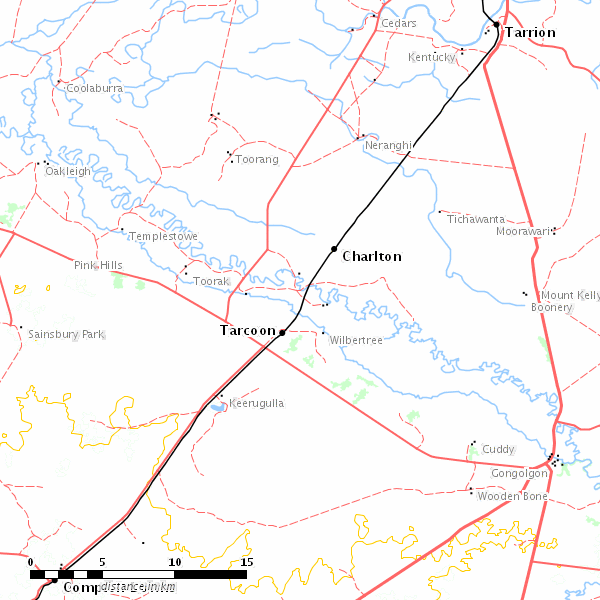 Cedars
Tarrion
Kentucky
Coolaburra
Neranghi
Toorang
Oakleigh
Tichawanta
Moorawari
Templestowe
Charlton
Pink Hills
Toorak
Mount Kelly
Boonery
Sainsbury Park
Tarcoon
Wilbertree
Keerugulla
Cuddy
Gongolgon
Wooden Bone
0 5 10 15
distance in km